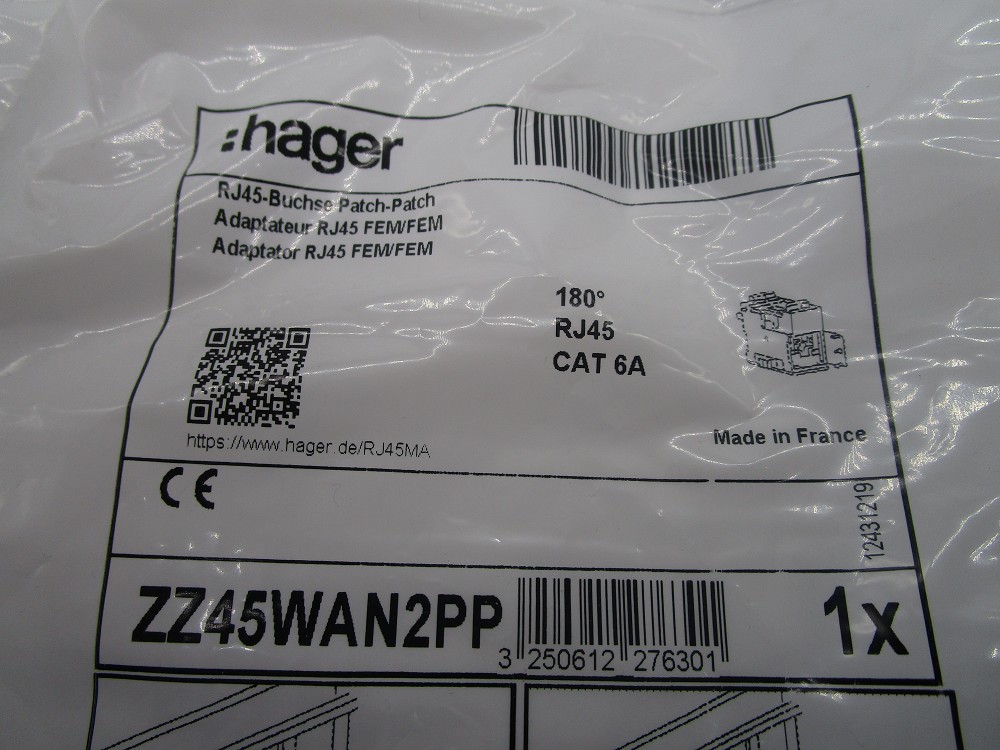 :hager
RJ45-Buchse Patch-Patch
Adaptateur RJ45 FEM/FEM
Adaptator RJ45 FEM/FEM
180°
RJ45
CAT 6A
https://www.hager.de/RJ45MA
Made in France
CE
12431219
ZZ45WAN2PP
3 250612 276301
1x